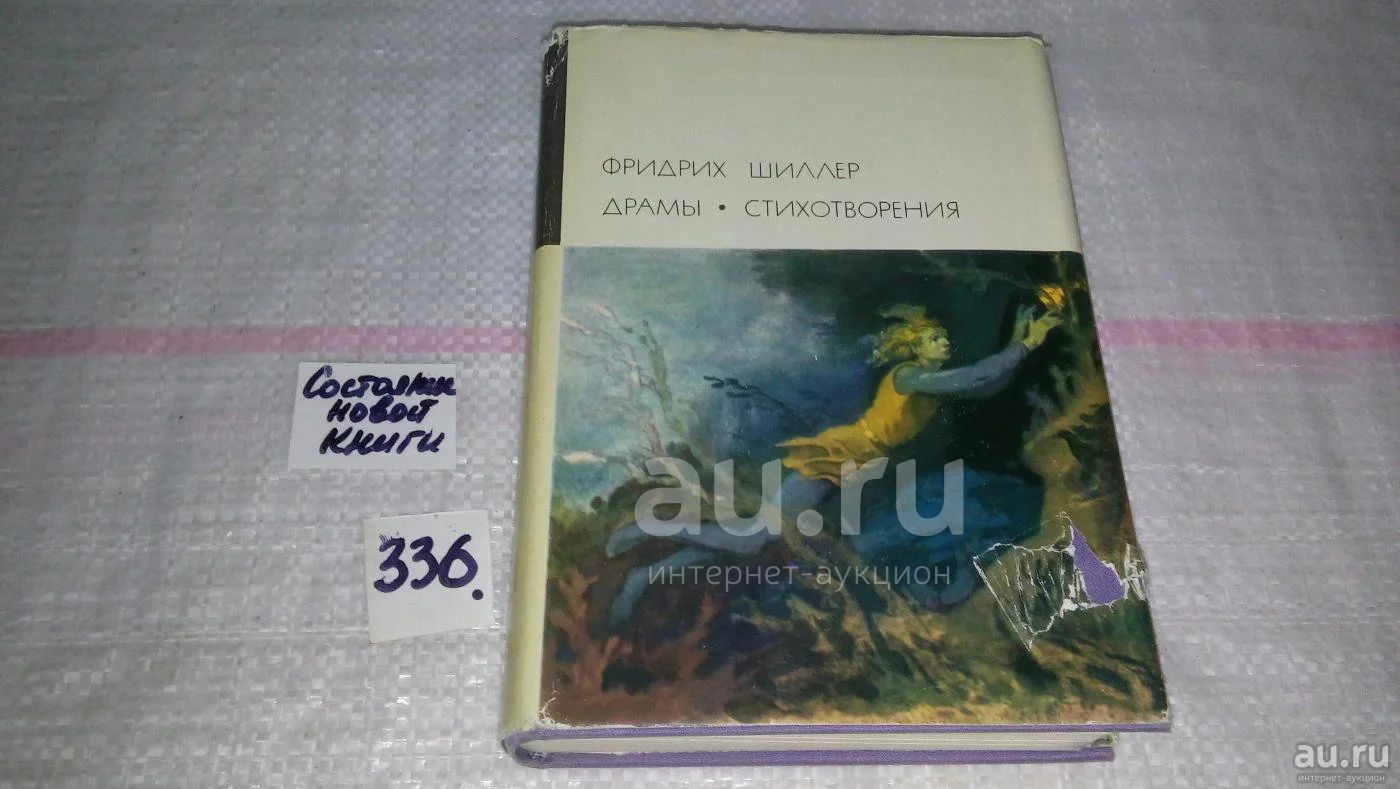 ФРИДРИХ ШИЛЛЕР
ДРАМЫ • СТИХОТВОРЕНИЯ
Состояние
новой
книги
336.
au.ru
интернет-аукцион
au.ru
интернет-аукцион